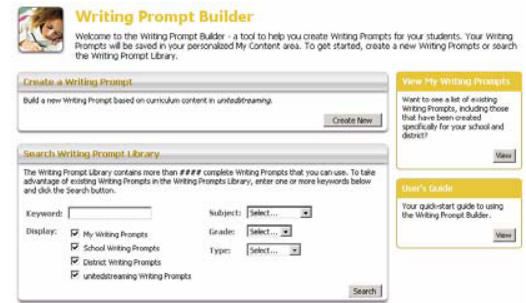 Writing Prompt Builder
Welcome to the Writing Prompt Builder - a tool to help you create Writing Prompts for your students. Your Writing
Prompts will be saved in your personalized My Content area. To get started, create a new Writing Prompts or search
the Writing Prompt Library.
Create a Writing Prompt
Build a new Writing Prompt based on curriculum content in unitedstreaming.
Create New
View My Writing Prompts
Want to see a list of existing
Writing Prompts, including those
that have been created
specifically for your school and
district?
View
Search Writing Prompt Library
The Writing Prompt Library contains more than #### complete Writing Prompts that you can use. To take
advantage of existing Writing Prompts in the Writing Prompts Library, enter one or more keywords below
and click the Search button.
Keyword:
Subject: Select...
Display:
My Writing Prompts
Grade: Select...
School Writing Prompts
Type: Select...
District Writing Prompts
unitedstreaming Writing Prompts
Search
User's Guide
Your quick-start guide to using
the Writing Prompt Builder.
View